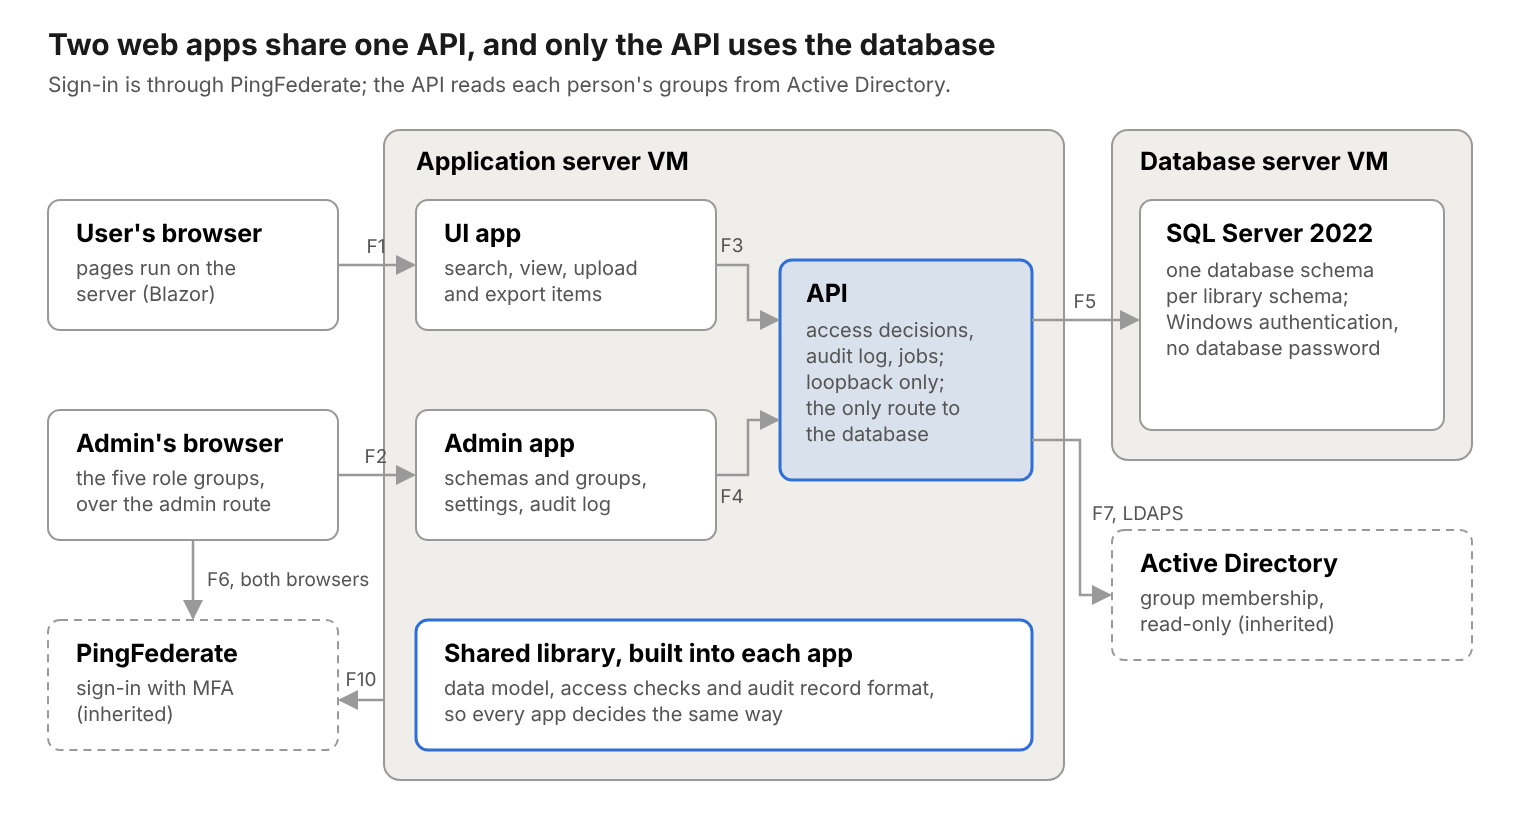 Two web apps share one API, and only the API uses the database
Sign-in is through PingFederate; the API reads each person's groups from Active Directory.
Application server VM
Database server VM
User's browser
pages run on the
server (Blazor)
F1
UI app
search, view, upload
and export items
F3
API
access decisions,
audit log, jobs;
loopback only;
the only route to
the database
F5
SQL Server 2022
one database schema
per library schema;
Windows authentication,
no database password
Admin's browser
the five role groups,
over the admin route
F2
Admin app
schemas and groups,
settings, audit log
F4
F7, LDAPS
Active Directory
group membership,
read-only (inherited)
F6, both browsers
PingFederate
sign-in with MFA
(inherited)
F10
Shared library, built into each app
data model, access checks and audit record format,
so every app decides the same way